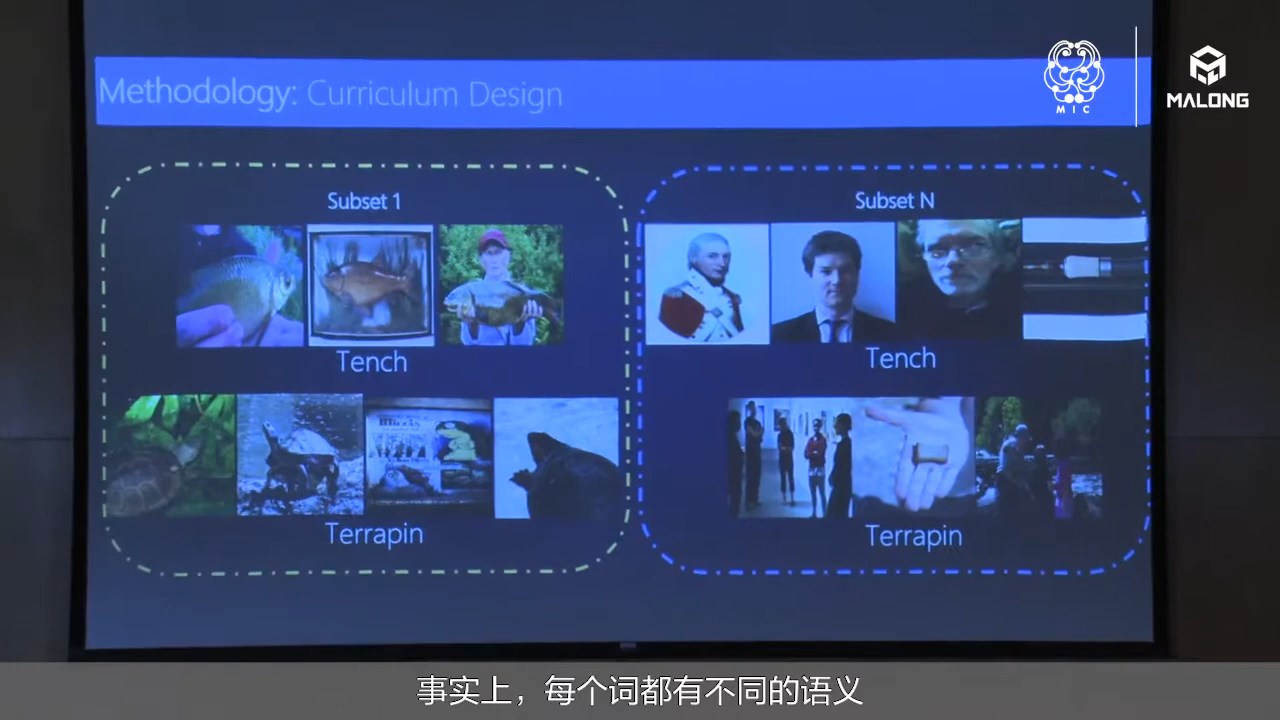 Methodology: Curriculum Design
MIC
MALONG
Subset 1
Subset N
Tench
Tench
Terrapin
Terrapin
事实上，每个词都有不同的语义